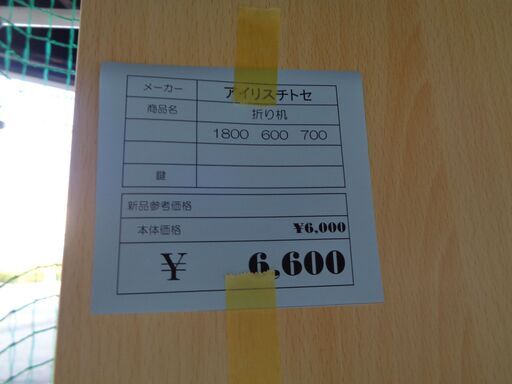 メーカー アイリスチトセ
商品名 折り机
1800 600 700
鍵
新品参考価格
本体価格 ¥6,000
¥ 6,600